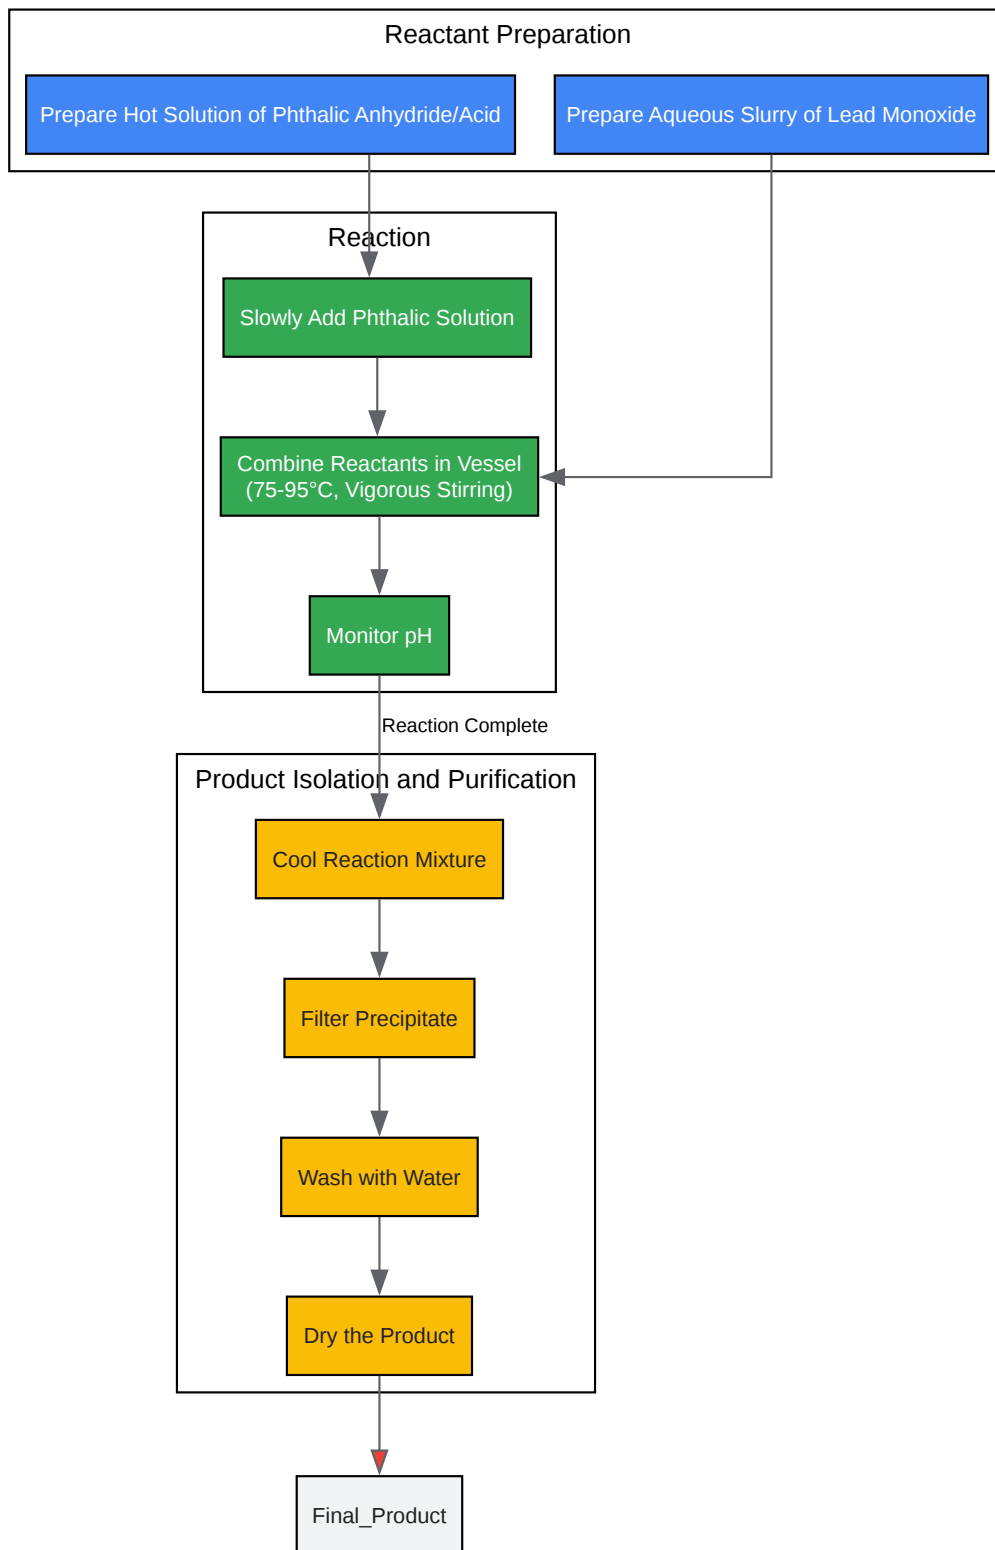 Reactant Preparation
Prepare Hot Solution of Phthalic Anhydride/Acid
Prepare Aqueous Slurry of Lead Monoxide
Reaction
Slowly Add Phthalic Solution
Combine Reactants in Vessel
(75-95°C, Vigorous Stirring)
Monitor pH
Reaction Complete
Product Isolation and Purification
Cool Reaction Mixture
Filter Precipitate
Wash with Water
Dry the Product
Final_Product